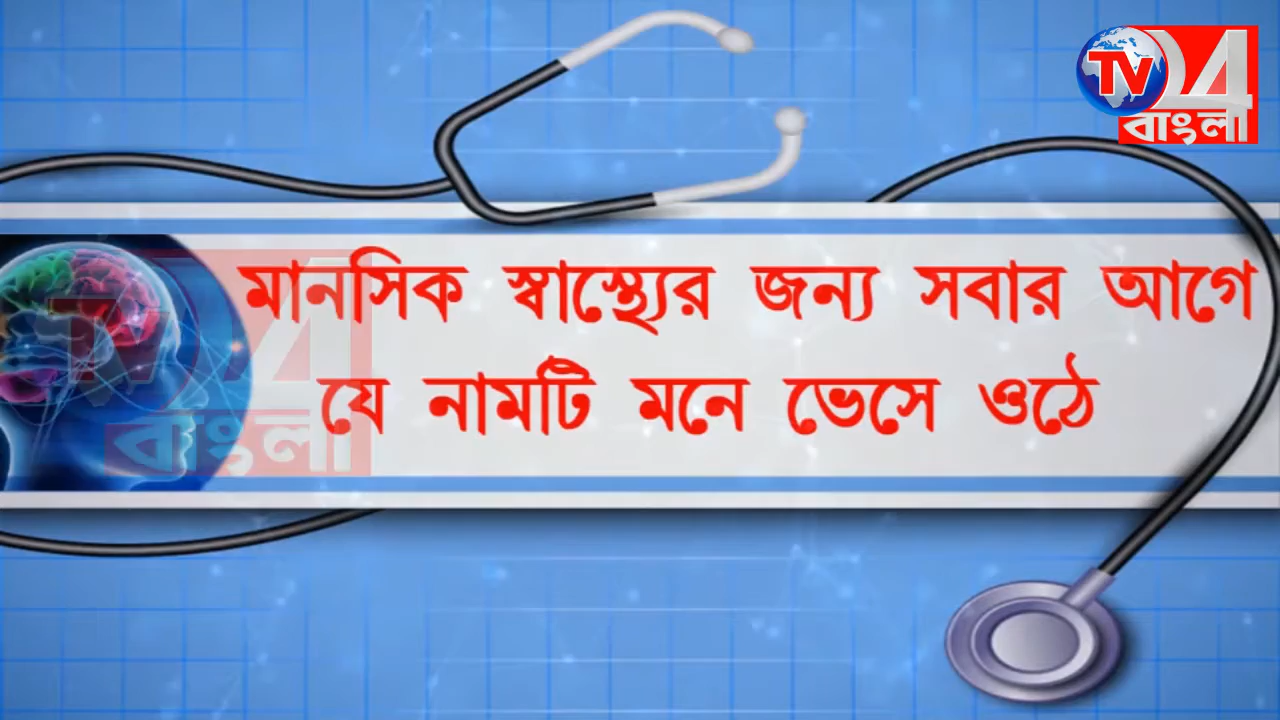 TV 24
বাংলা
মানসিক স্বাস্থ্যের জন্য সবার আগে
যে নামটি মনে ভেসে ওঠে
বাংলা